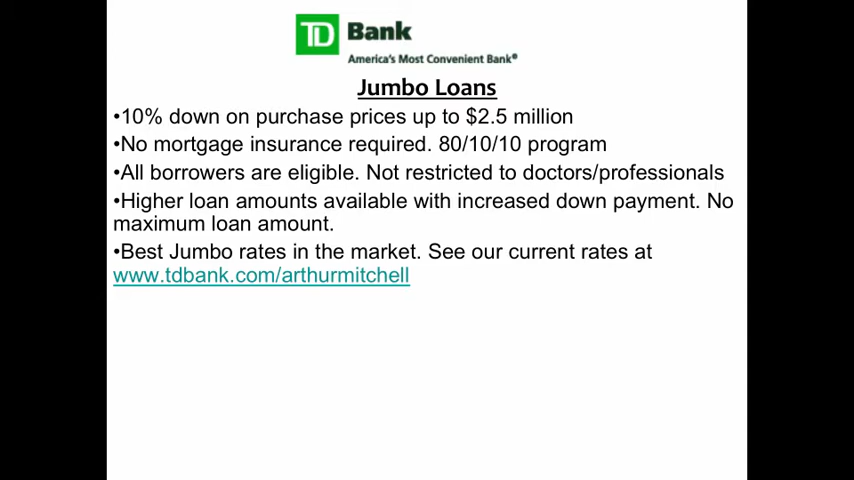 TD Bank
America's Most Convenient Bank®
Jumbo Loans
•10% down on purchase prices up to $2.5 million
•No mortgage insurance required. 80/10/10 program
•All borrowers are eligible. Not restricted to doctors/professionals
•Higher loan amounts available with increased down payment. No
maximum loan amount.
•Best Jumbo rates in the market. See our current rates at
www.tdbank.com/arthurmitchell